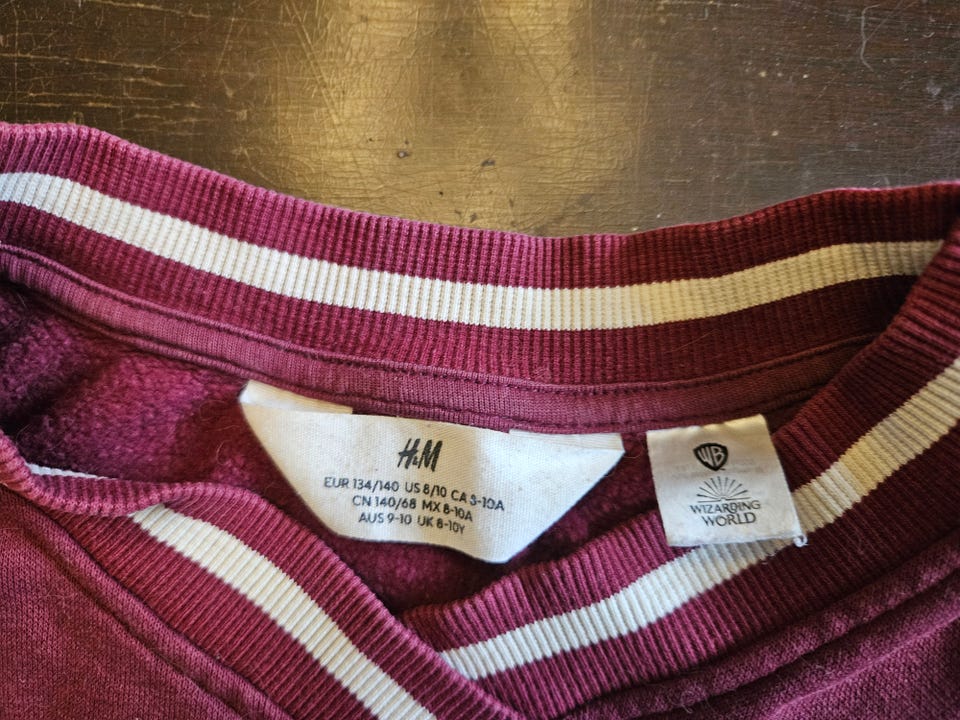 H&M
EUR 134/140 US 8/10 CA 8-10A
CN 140/68 MX 8-10A
AUS 9-10 UK 8-10Y
WB
WIZARDING
WORLD